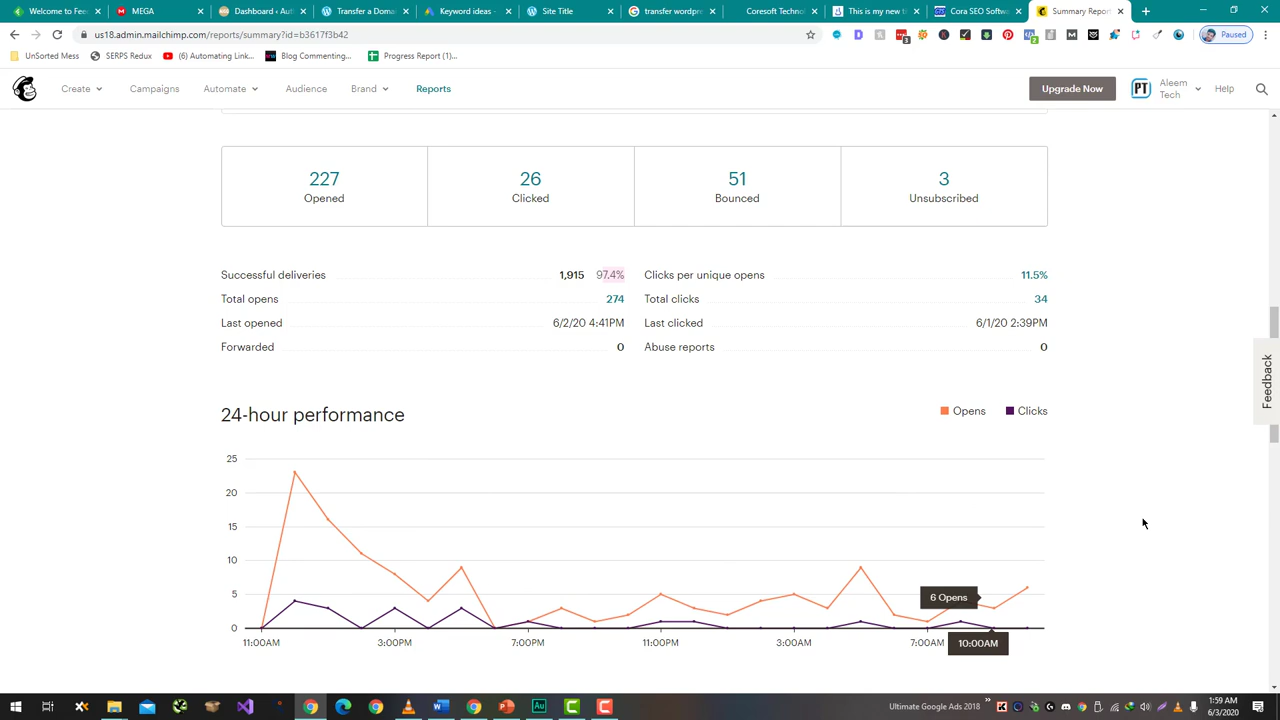 Welcome to Fee
MEGA
Dashboard ‹ Aut
Transfer a Dom
Keyword ideas -
Site Title
transfer wordpre
Coresoft Technol
This is my new t
Cora SEO Softwa
Summary Repor
us18.admin.mailchimp.com/reports/summary?id=b3617f3b42
Paused
UnSorted Mess
SERPS Redux
(6) Automating Link...
Blog Commenting...
Progress Report (1)...
Create
Campaigns
Automate
Audience
Brand
Reports
Upgrade Now
PT
Aleem Tech
Help
227
Opened
26
Clicked
51
Bounced
3
Unsubscribed
Successful deliveries 1,915 97.4%
Clicks per unique opens 11.5%
Total opens 274
Total clicks 34
Last opened 6/2/20 4:41PM
Last clicked 6/1/20 2:39PM
Forwarded 0
Abuse reports 0
Feedback
24-hour performance
Opens
Clicks
25
20
15
10
5
0
6 Opens
11:00AM
3:00PM
7:00PM
11:00PM
3:00AM
7:00AM
10:00AM
Ultimate Google Ads 2018
1:59 AM
6/3/2020